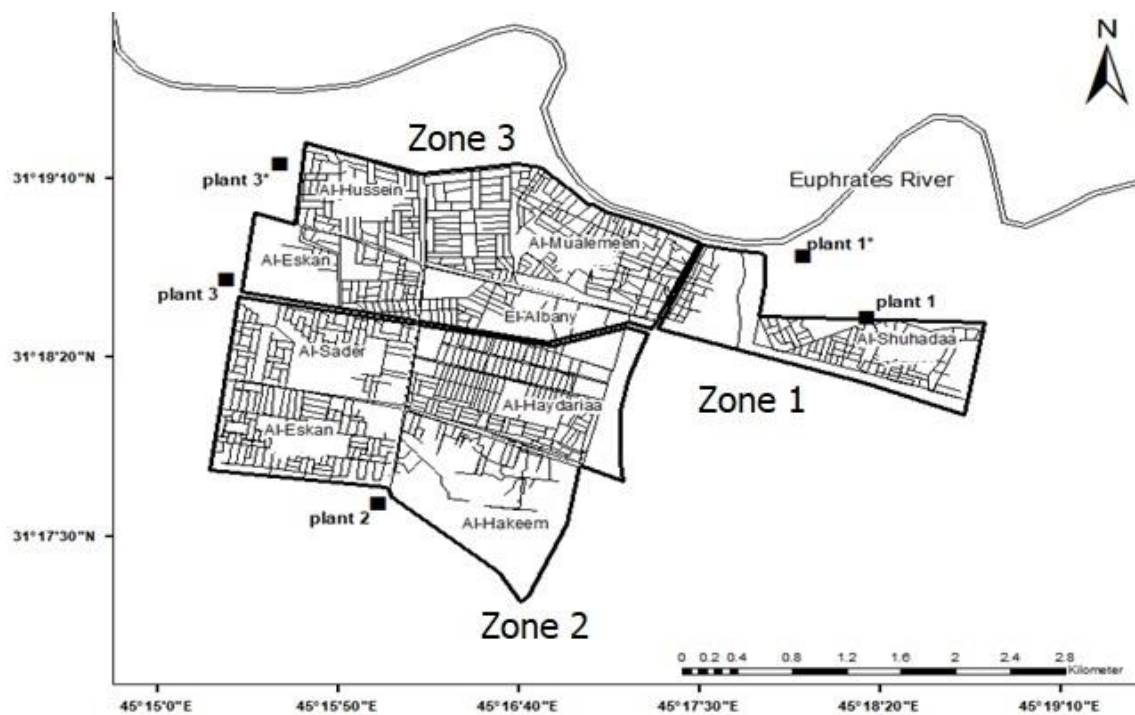 N
Zone 3
31°19'10"N
plant 3*
Al-Hussein
Euphrates River
Al-Mualemeen
plant 1*
Al-Eskan
plant 3
El-Albany
plant 1
31°18'20"N
Al-Sader
Al-Shuhadaa
Zone 1
Al-Haydariaa
Al-Eskan
plant 2
31°17'30"N
Al-Hakeem
Zone 2
0 0.2 0.4 0.8 1.2 1.6 2 2.4 2.8
Kilometer
45°15'0"E 45°15'50"E 45°16'40"E 45°17'30"E 45°18'20"E 45°19'10"E